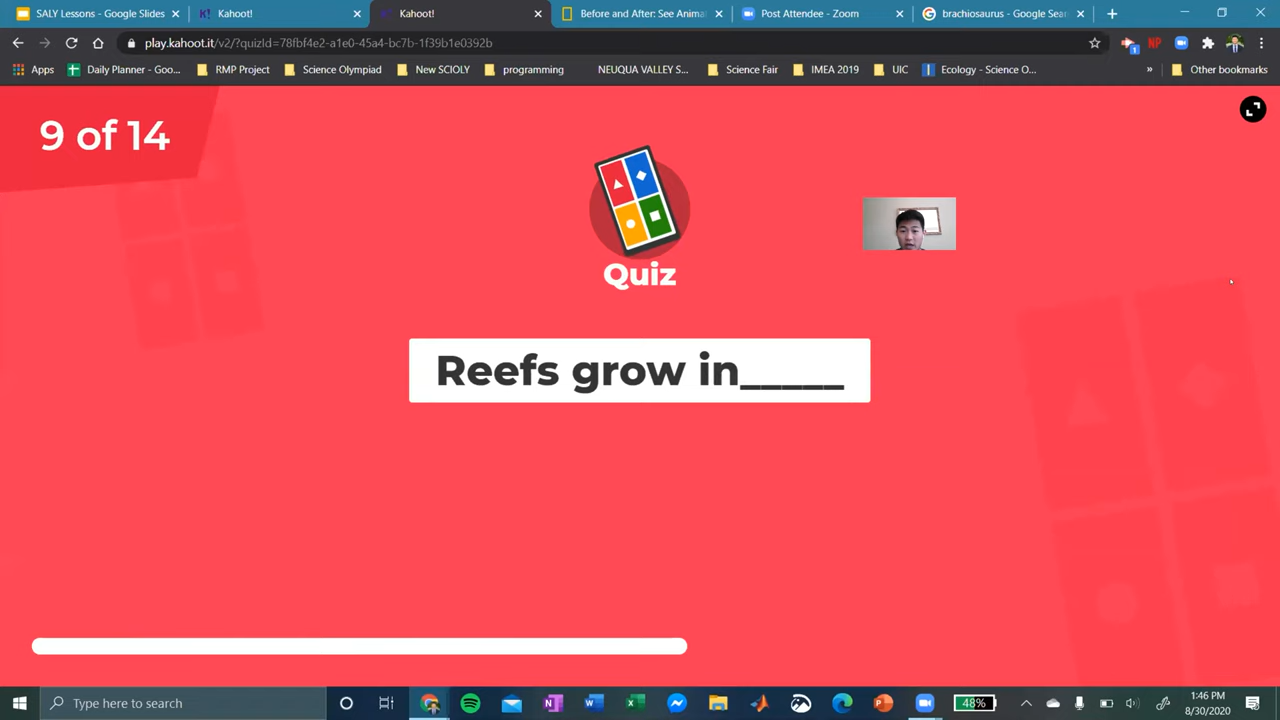 SALY Lessons - Google Slides
K! Kahoot!
Kahoot!
Before and After: See Anima
Post Attendee - Zoom
brachiosaurus - Google Sear
play.kahoot.it/v2/?quizId=78fbf4e2-a1e0-45a4-bc7b-1f39b1e0392b
1
NP
Apps
Daily Planner - Goo...
RMP Project
Science Olympiad
New SCIOLY
programming
NEUQUA VALLEY S...
Science Fair
IMEA 2019
UIC
Ecology - Science O...
»
Other bookmarks
9 of 14
Quiz
Reefs grow in_____
Type here to search
48%
1:46 PM
8/30/2020